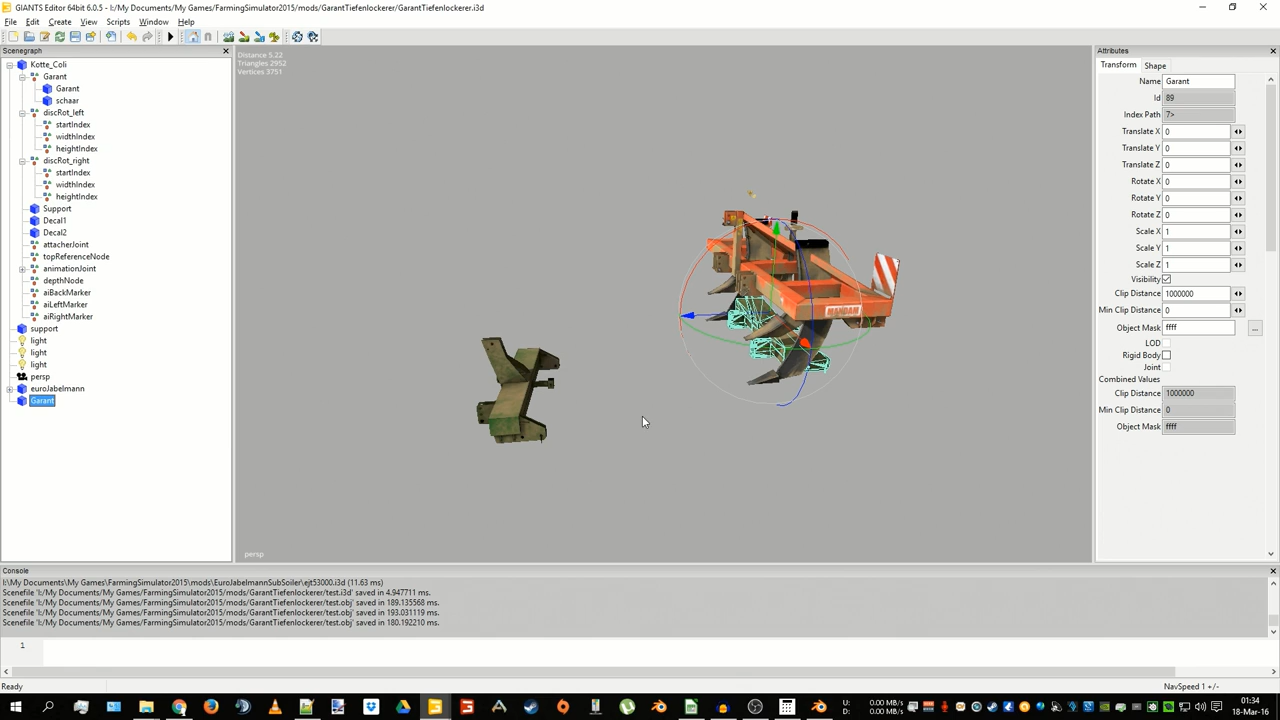 GIANTS Editor 64bit v6.0.5 - I:/My Documents/My Games/FarmingSimulator2015/mods/GarantTiefenlockerer/GarantTiefenlockerer.i3d
File Edit Create View Scripts Window Help
Scenegraph
Kotte_Coli
Garant
Garant
schaar
discRot_left
startIndex
widthIndex
heightIndex
discRot_right
startIndex
widthIndex
heightIndex
Support
Decal1
Decal2
attacherJoint
topReferenceNode
animationJoint
depthNode
aiBackMarker
aiLeftMarker
aiRightMarker
support
light
light
light
persp
euroJabelmann
Garant
Distance 5,22
Triangles 2952
Vertices 3751
MANDAM
persp
Attributes
Transform Shape
Name Garant
Id 89
Index Path 7>
Translate X 0
Translate Y 0
Translate Z 0
Rotate X 0
Rotate Y 0
Rotate Z 0
Scale X 1
Scale Y 1
Scale Z 1
Visibility
Clip Distance 1000000
Min Clip Distance 0
Object Mask ffff ...
LOD
Rigid Body
Joint
Combined Values
Clip Distance 1000000
Min Clip Distance 0
Object Mask ffff
Console
I:\My Documents\My Games\FarmingSimulator2015\mods\EuroJabelmannSubSoiler\ejt53000.i3d (11.63 ms)
Scenefile 'I:/My Documents/My Games/FarmingSimulator2015/mods/GarantTiefenlockerer/test.i3d' saved in 4.947711 ms.
Scenefile 'I:/My Documents/My Games/FarmingSimulator2015/mods/GarantTiefenlockerer/test.obj' saved in 189.135568 ms.
Scenefile 'I:/My Documents/My Games/FarmingSimulator2015/mods/GarantTiefenlockerer/test.obj' saved in 193.031119 ms.
Scenefile 'I:/My Documents/My Games/FarmingSimulator2015/mods/GarantTiefenlockerer/test.obj' saved in 180.192210 ms.
1
Ready
NavSpeed 1 +/-
U: 0.00 MB/s
D: 0.00 MB/s
01:34
18-Mar-16